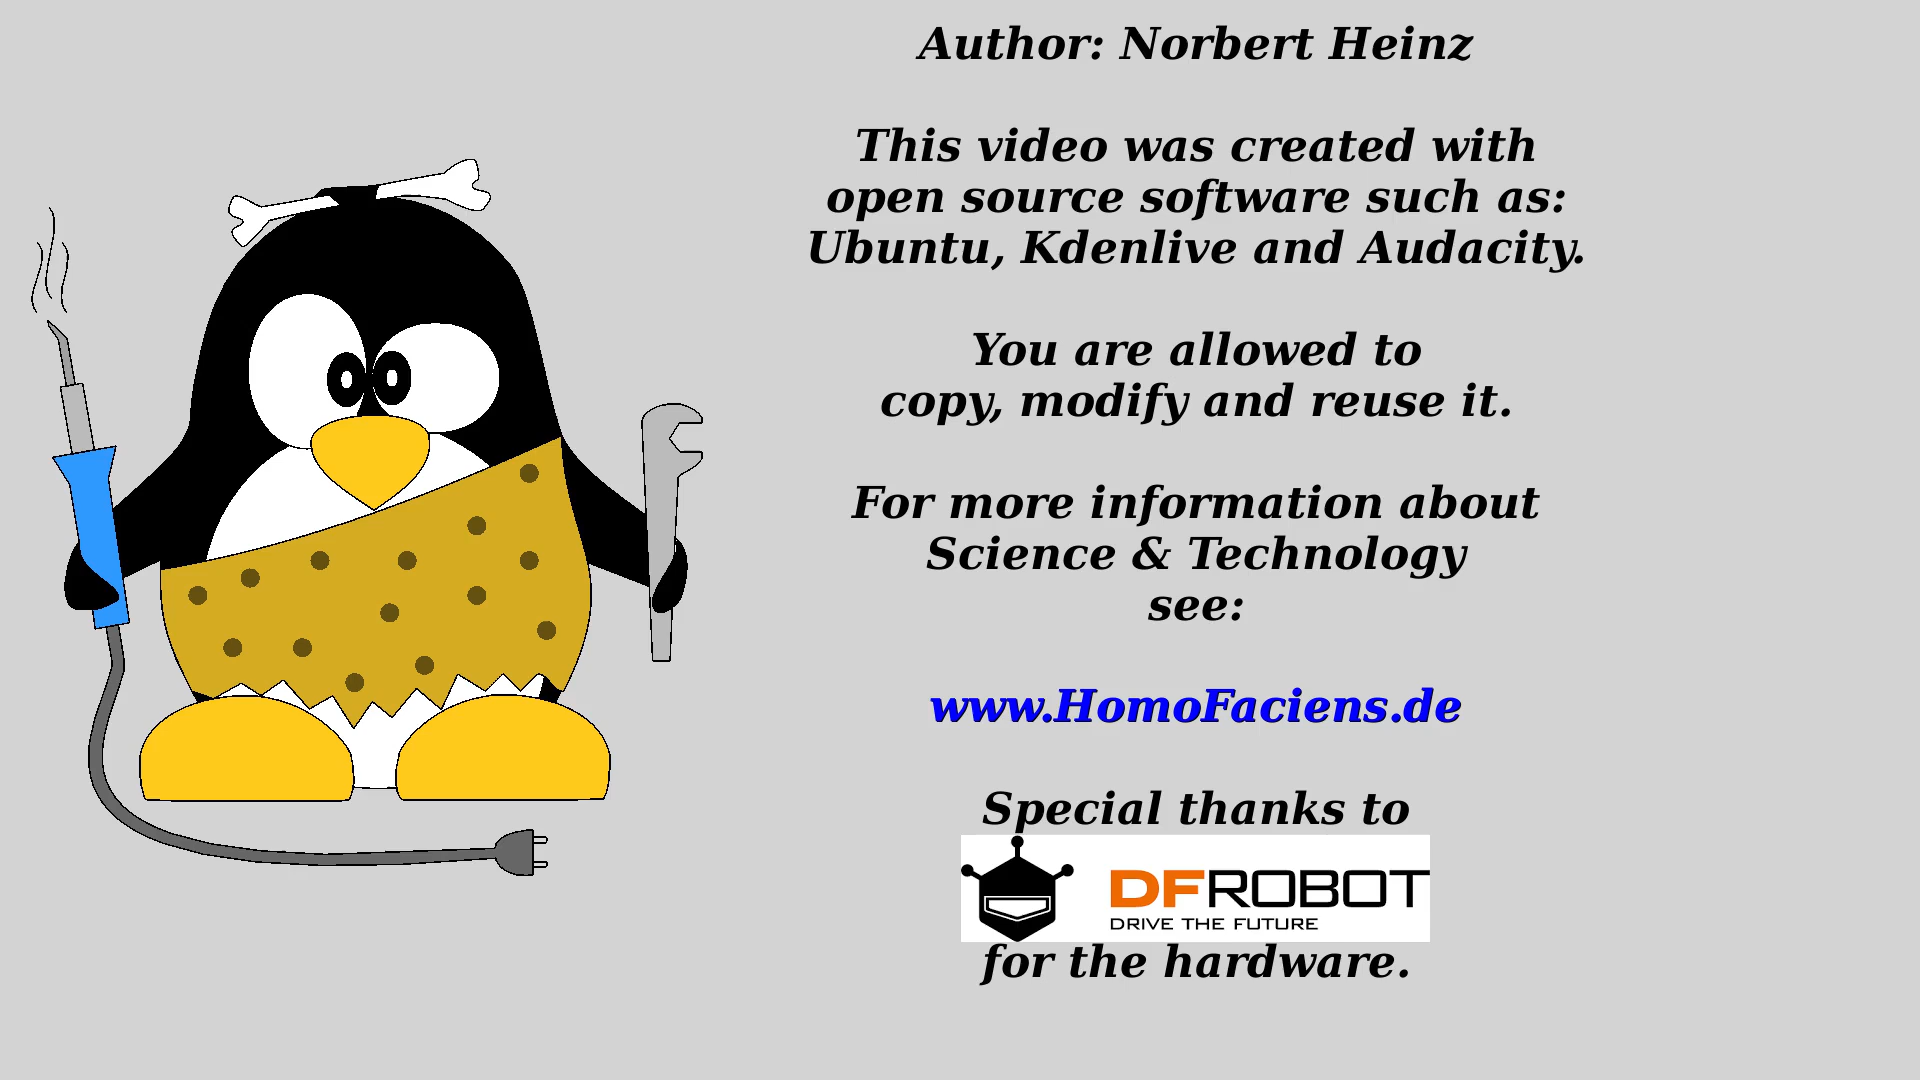 Author: Norbert Heinz
This video was created with
open source software such as:
Ubuntu, Kdenlive and Audacity.
You are allowed to
copy, modify and reuse it.
For more information about
Science & Technology
see:
www.HomoFaciens.de
Special thanks to
DFROBOT
DRIVE THE FUTURE
for the hardware.